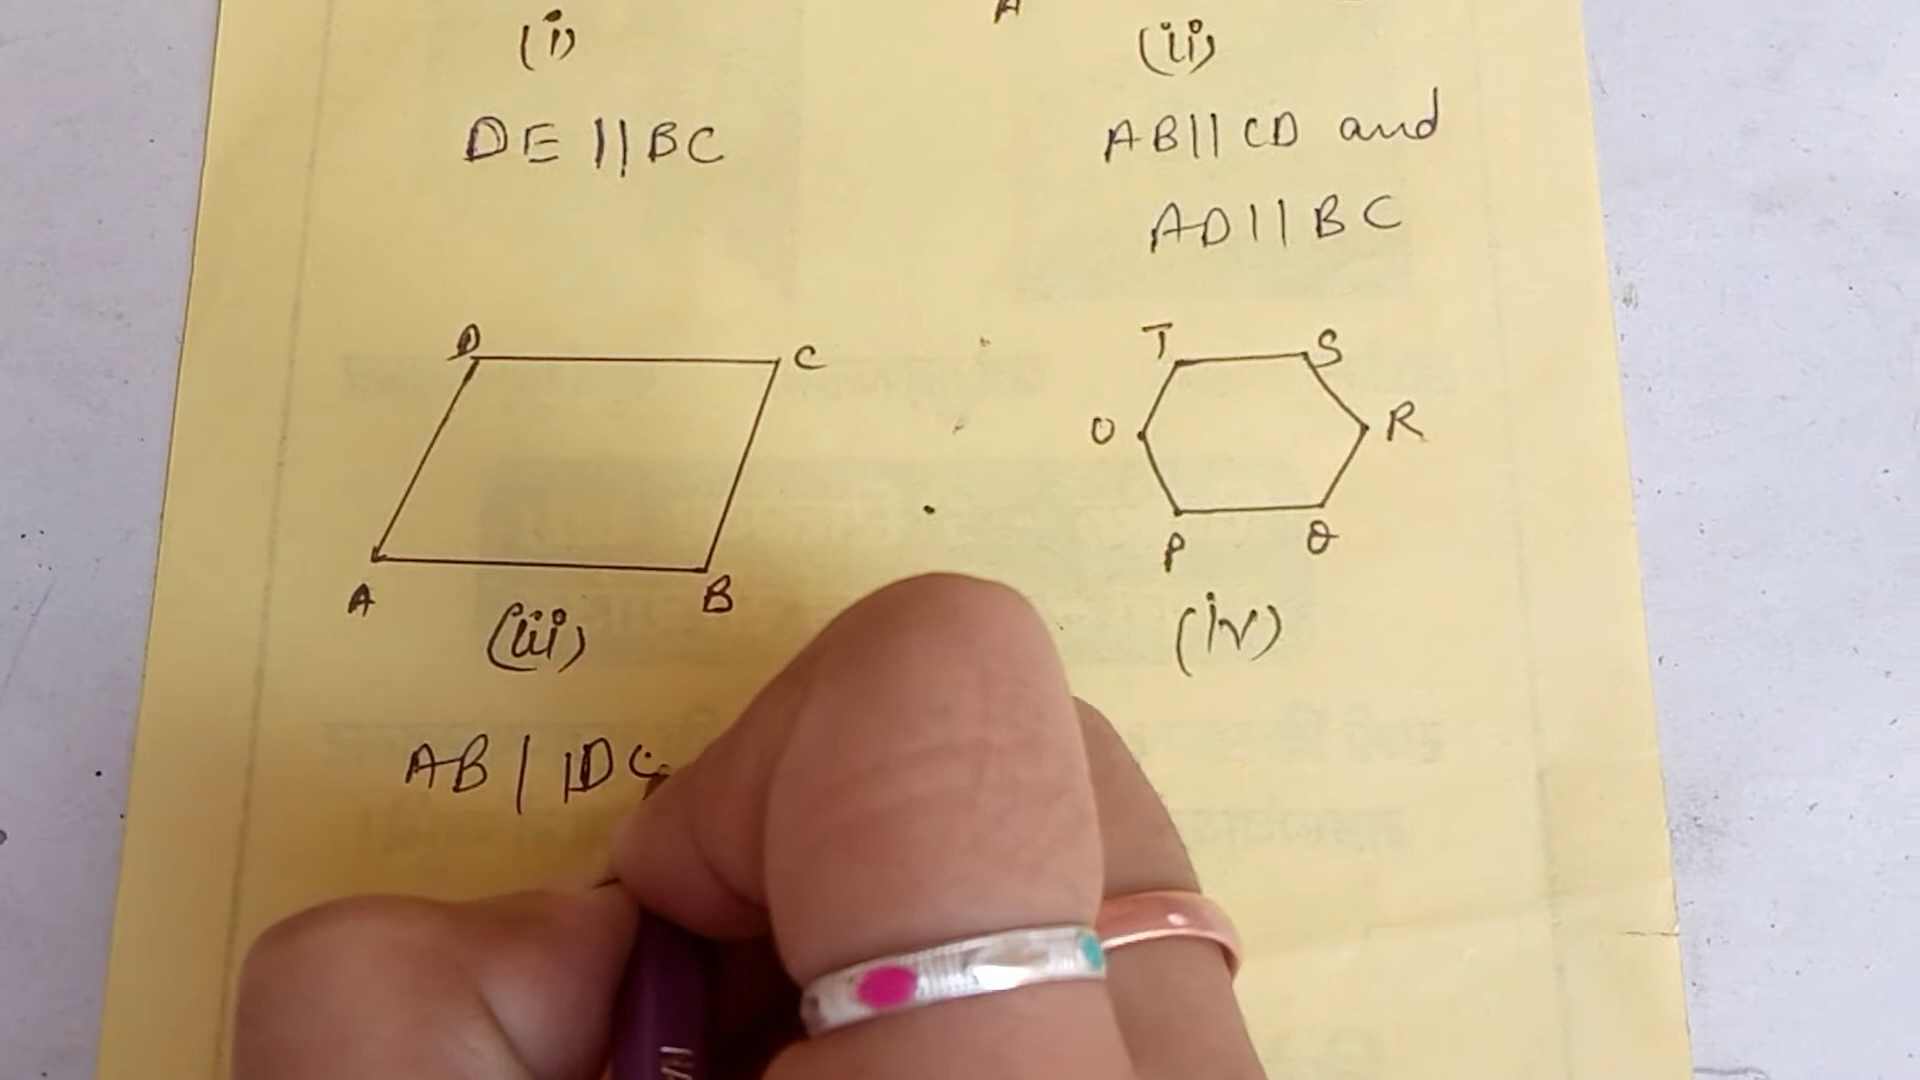 A
(i)
(ii)
DE || BC
AB || CD and
AD || BC
D
C
T
S
O
R
P
Q
A
B
(iii)
(iv)
AB || DC